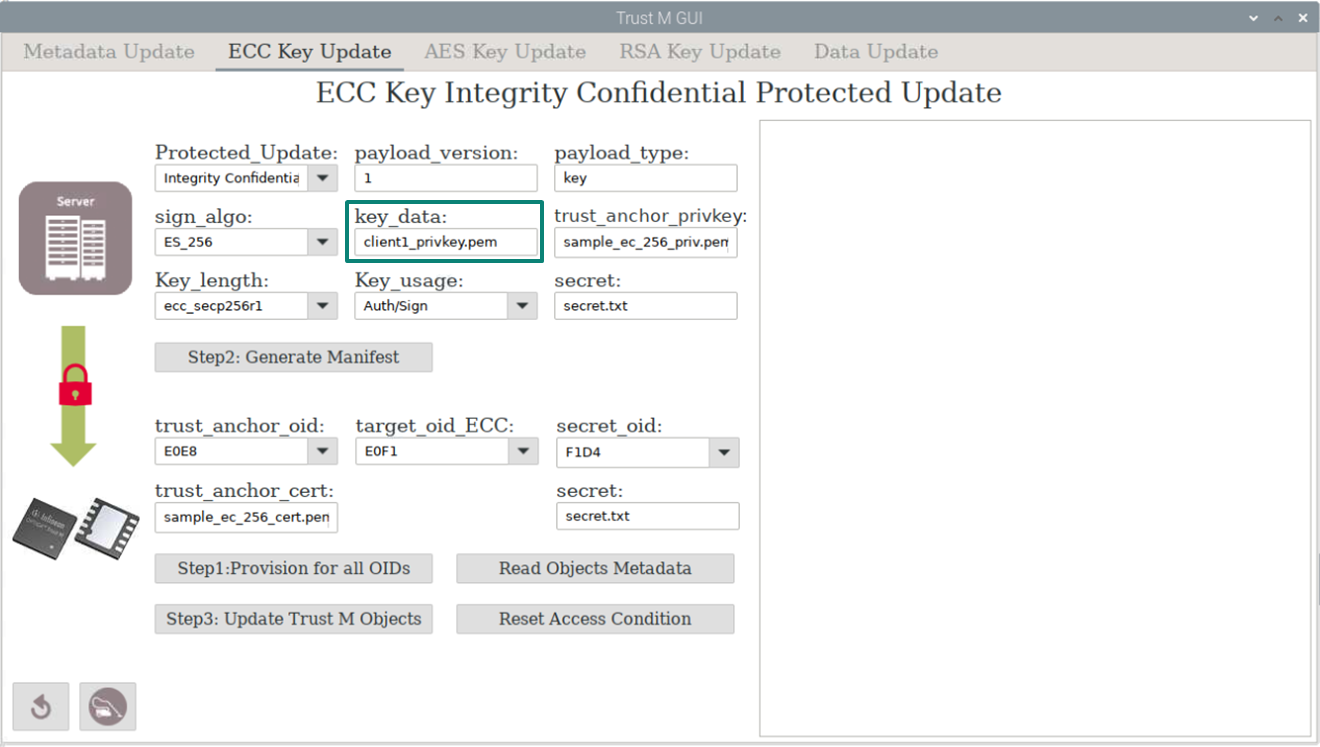 Trust M GUI
Metadata Update ECC Key Update AES Key Update RSA Key Update Data Update
ECC Key Integrity Confidential Protected Update
Protected_Update: payload_version: payload_type:
Integrity Confidentia 1 key
Server
sign_algo: key_data: trust_anchor_privkey:
ES_256 client1_privkey.pem sample_ec_256_priv.pem
Key_length: Key_usage: secret:
ecc_secp256r1 Auth/Sign secret.txt
Step2: Generate Manifest
trust_anchor_oid: target_oid_ECC: secret_oid:
E0E8 E0F1 F1D4
trust_anchor_cert: secret:
sample_ec_256_cert.pem secret.txt
Infineon
Step1:Provision for all OIDs Read Objects Metadata
Step3: Update Trust M Objects Reset Access Condition